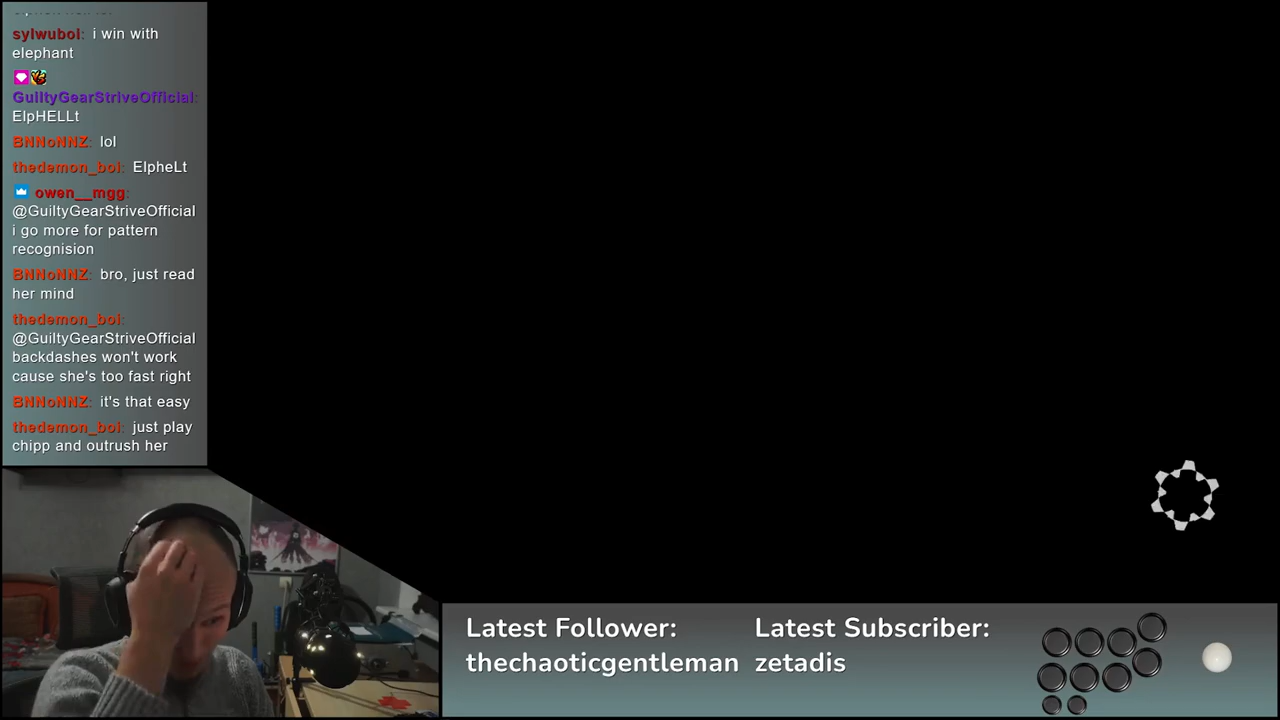 sylwuboi: i win with
elephant
GuiltyGearStriveOfficial:
ElpHELLt
BNNoNNZ: lol
thedemon_boi: ElpheLt
owen__mgg:
@GuiltyGearStriveOfficial
i go more for pattern
recognision
BNNoNNZ: bro, just read
her mind
thedemon_boi:
@GuiltyGearStriveOfficial
backdashes won't work
cause she's too fast right
BNNoNNZ: it's that easy
thedemon_boi: just play
chipp and outrush her
Latest Follower:
thechaoticgentleman
Latest Subscriber:
zetadis